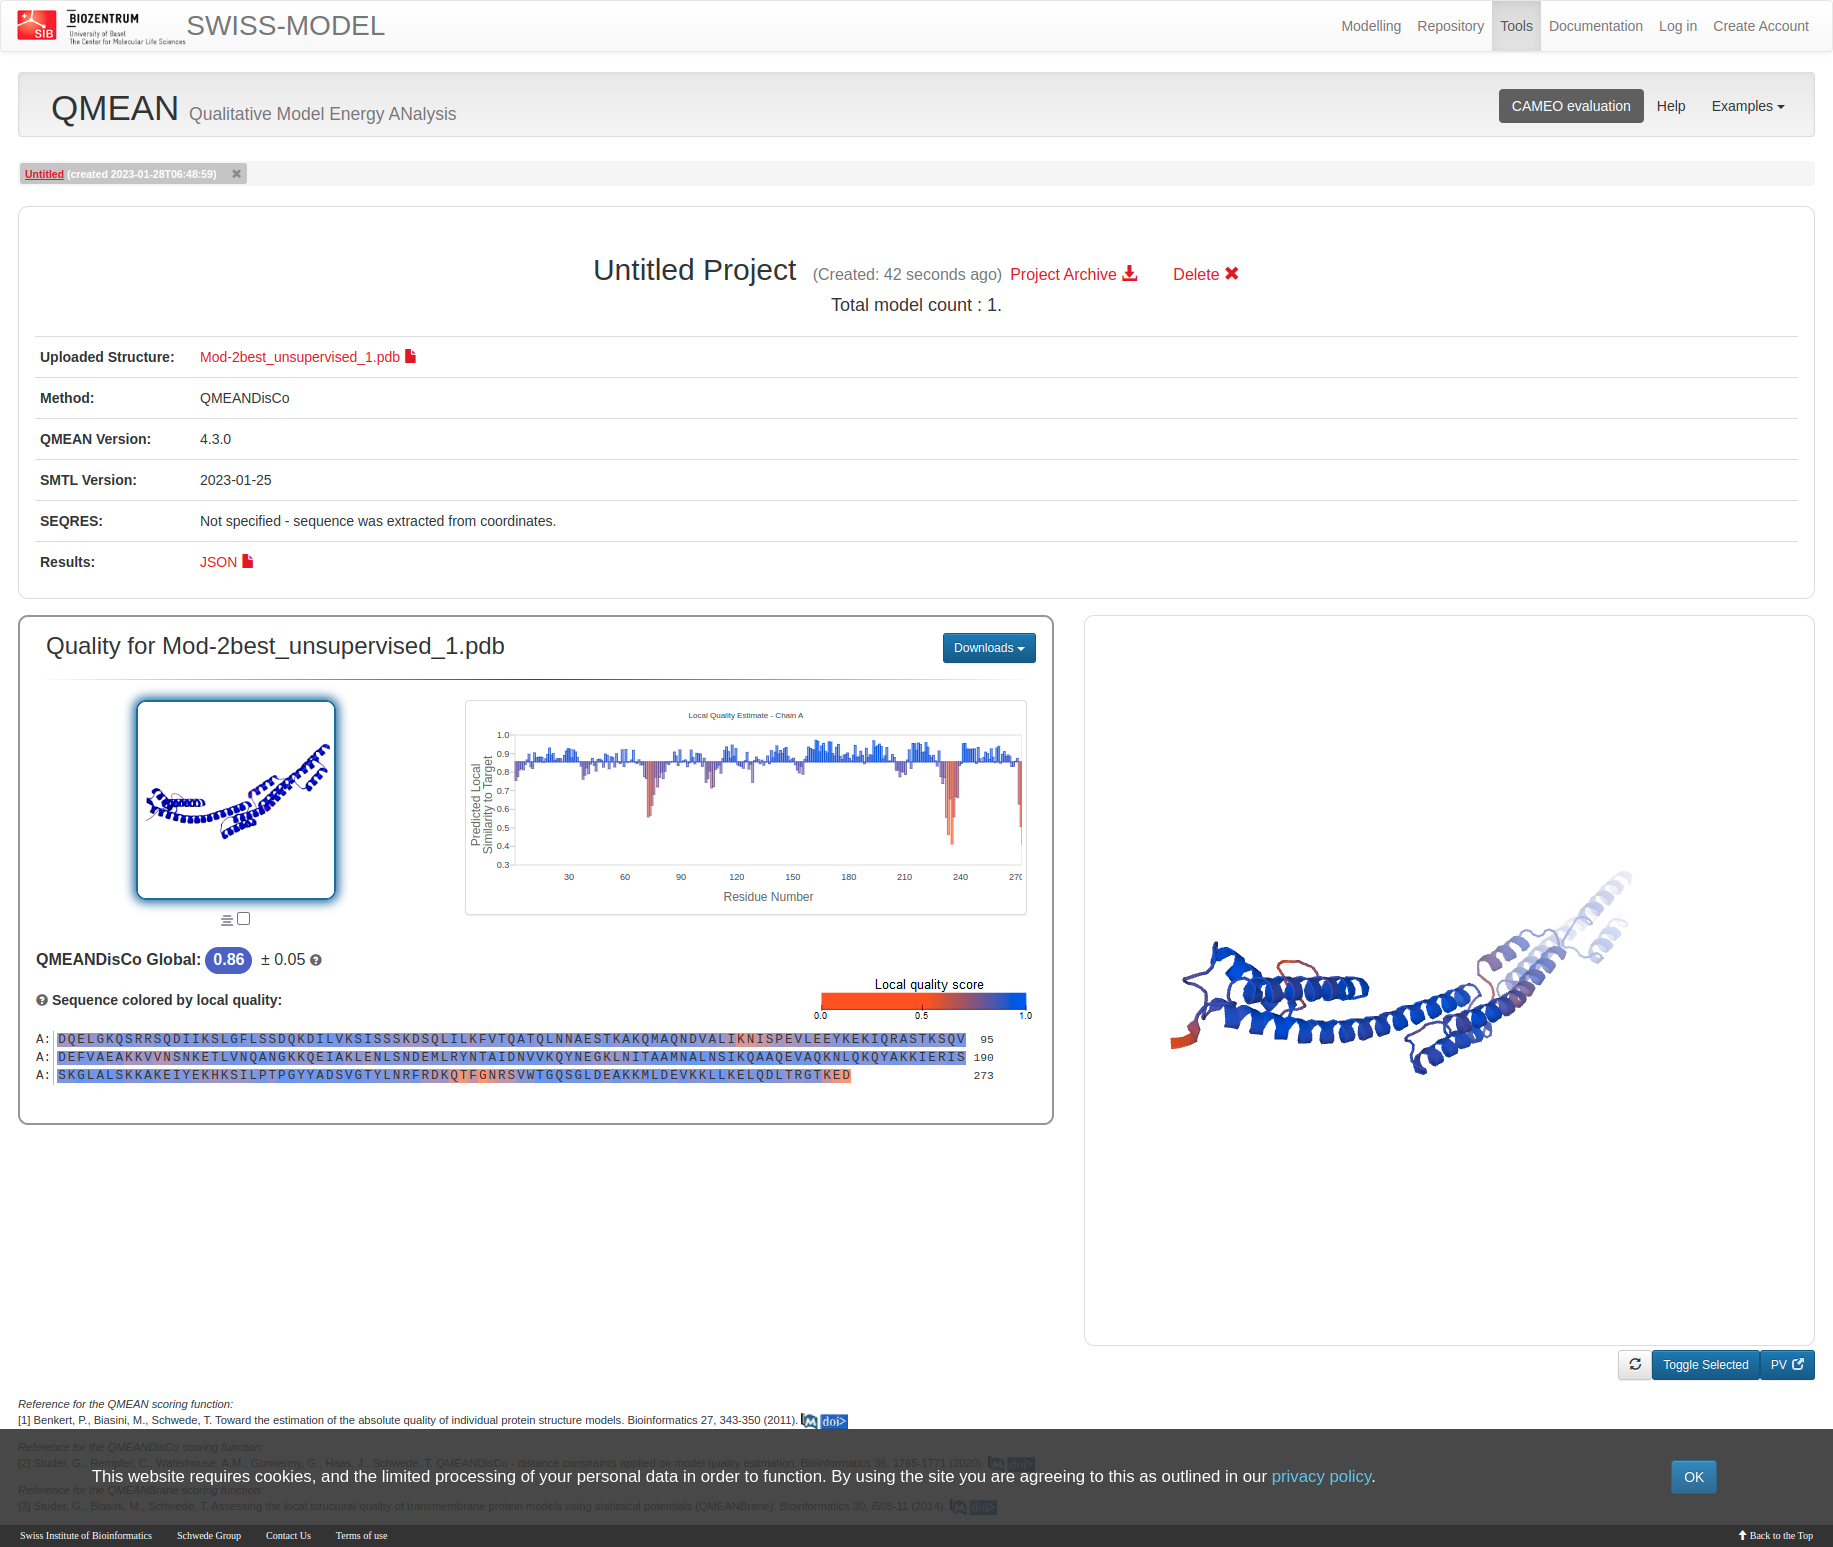 SIB
BIOZENTRUM
University of Basel
The Center for Molecular Life Sciences
SWISS-MODEL
Modelling Repository Tools Documentation Log in Create Account
QMEAN Qualitative Model Energy ANalysis
CAMEO evaluation Help Examples
Untitled (created 2023-01-28T06:48:59)
Untitled Project (Created: 42 seconds ago) Project Archive Delete
Total model count : 1.
Uploaded Structure: Mod-2best_unsupervised_1.pdb
Method: QMEANDisCo
QMEAN Version: 4.3.0
SMTL Version: 2023-01-25
SEQRES: Not specified - sequence was extracted from coordinates.
Results: JSON
Quality for Mod-2best_unsupervised_1.pdb
Downloads
Local Quality Estimate - Chain A
Predicted Local
Similarity to Target
1.0
0.9
0.8
0.7
0.6
0.5
0.4
0.3
30 60 90 120 150 180 210 240 270
Residue Number
QMEANDisCo Global: 0.86 ± 0.05
Sequence colored by local quality:
Local quality score
0.0 0.5 1.0
A: DQELGKQSRRSQDIIKSLGFLSSDQKDILVKSISSSKDSQLILKFVTQATQLNNAESTKAKQMAQNDVALIKNISPEVLEEYKEKIQRASTKSQV 95
A: DEFVAEAKKVVNSNKETLVNQANGKKQEIAKLENLSNDEMLRYNTAIDNVVKQYNEGKLNITAAMNALNSIKQAAQEVAQKNLQKQYAKKIERIS 190
A: SKGLALSKKAKEIYEKHKSILPTPGYYADSVGTYLNRFRDKQTFGNRSVWTGQSGLDEAKKMLDEVKKLLKELQDLTRGTKED 273
Toggle Selected PV
Reference for the QMEAN scoring function:
[1] Benkert, P., Biasini, M., Schwede, T. Toward the estimation of the absolute quality of individual protein structure models. Bioinformatics 27, 343-350 (2011). M doi>
Reference for the QMEANDisCo scoring function:
[2] Studer, G., Rempfer, C., Waterhouse, A.M., Gumienny, G., Haas, J., Schwede, T. QMEANDisCo - distance constraints applied on model quality estimation. Bioinformatics 36, 1765-1771 (2020). M doi>
This website requires cookies, and the limited processing of your personal data in order to function. By using the site you are agreeing to this as outlined in our privacy policy.
OK
Reference for the QMEANBrane scoring function:
[3] Studer, G., Biasini, M., Schwede, T. Assessing the local structural quality of transmembrane protein models using statistical potentials (QMEANBrane). Bioinformatics 30, i505-11 (2014). M doi>
Swiss Institute of Bioinformatics Schwede Group Contact Us Terms of use Back to the Top